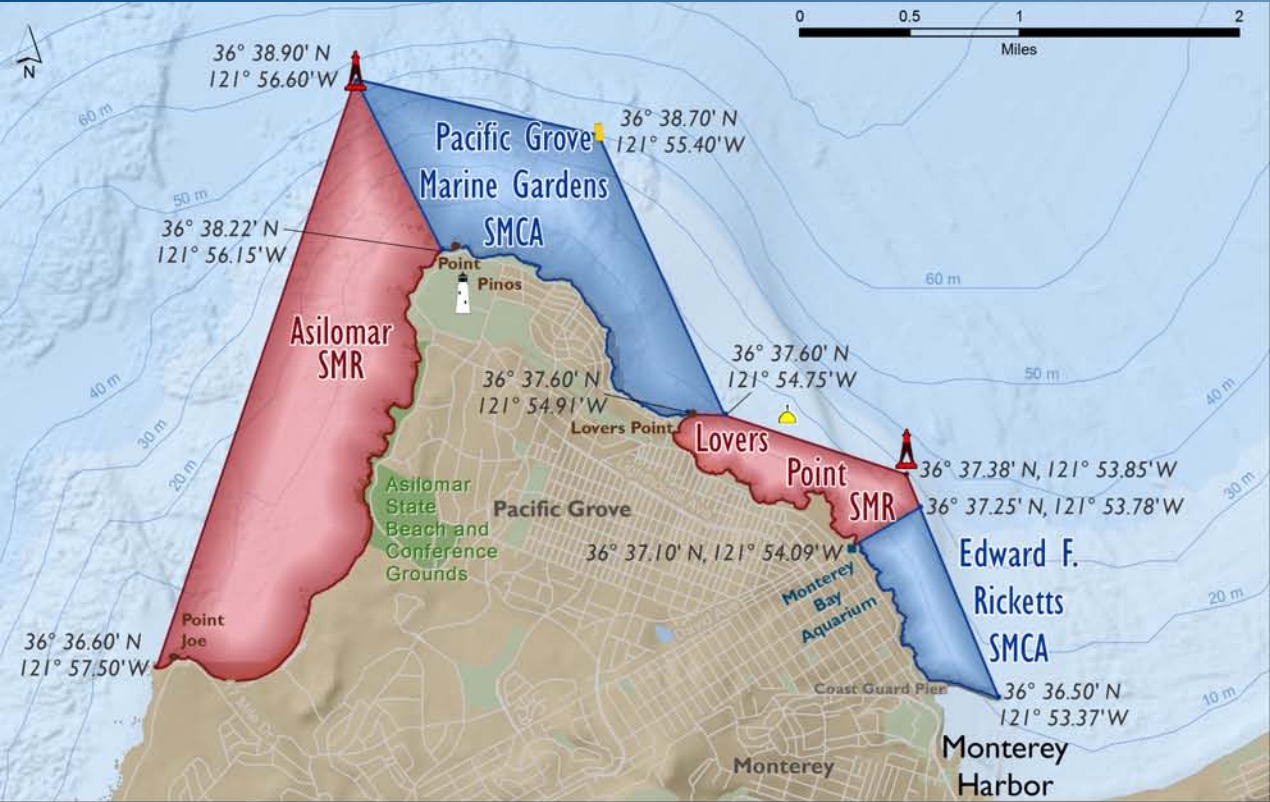 0 0.5 1 2
Miles
N
36° 38.90' N
121° 56.60'W
60 m
36° 38.70' N
121° 55.40'W
Pacific Grove
Marine Gardens
SMCA
50 m
36° 38.22' N
121° 56.15'W
Point
Pinos
60 m
Asilomar
SMR
36° 37.60' N
121° 54.75'W
50 m
40 m
36° 37.60' N
121° 54.91'W
40 m
Lovers Point
30 m
Lovers
Point
SMR
20 m
36° 37.38' N, 121° 53.85'W
30 m
Asilomar
State
Beach and
Conference
Grounds
Pacific Grove
36° 37.25' N, 121° 53.78'W
36° 37.10' N, 121° 54.09'W
Edward F.
Ricketts
SMCA
Monterey
Bay
Aquarium
20 m
Point
Joe
36° 36.60' N
121° 57.50'W
Coast Guard Pier
36° 36.50' N
121° 53.37'W
10 m
Monterey
Harbor
Monterey